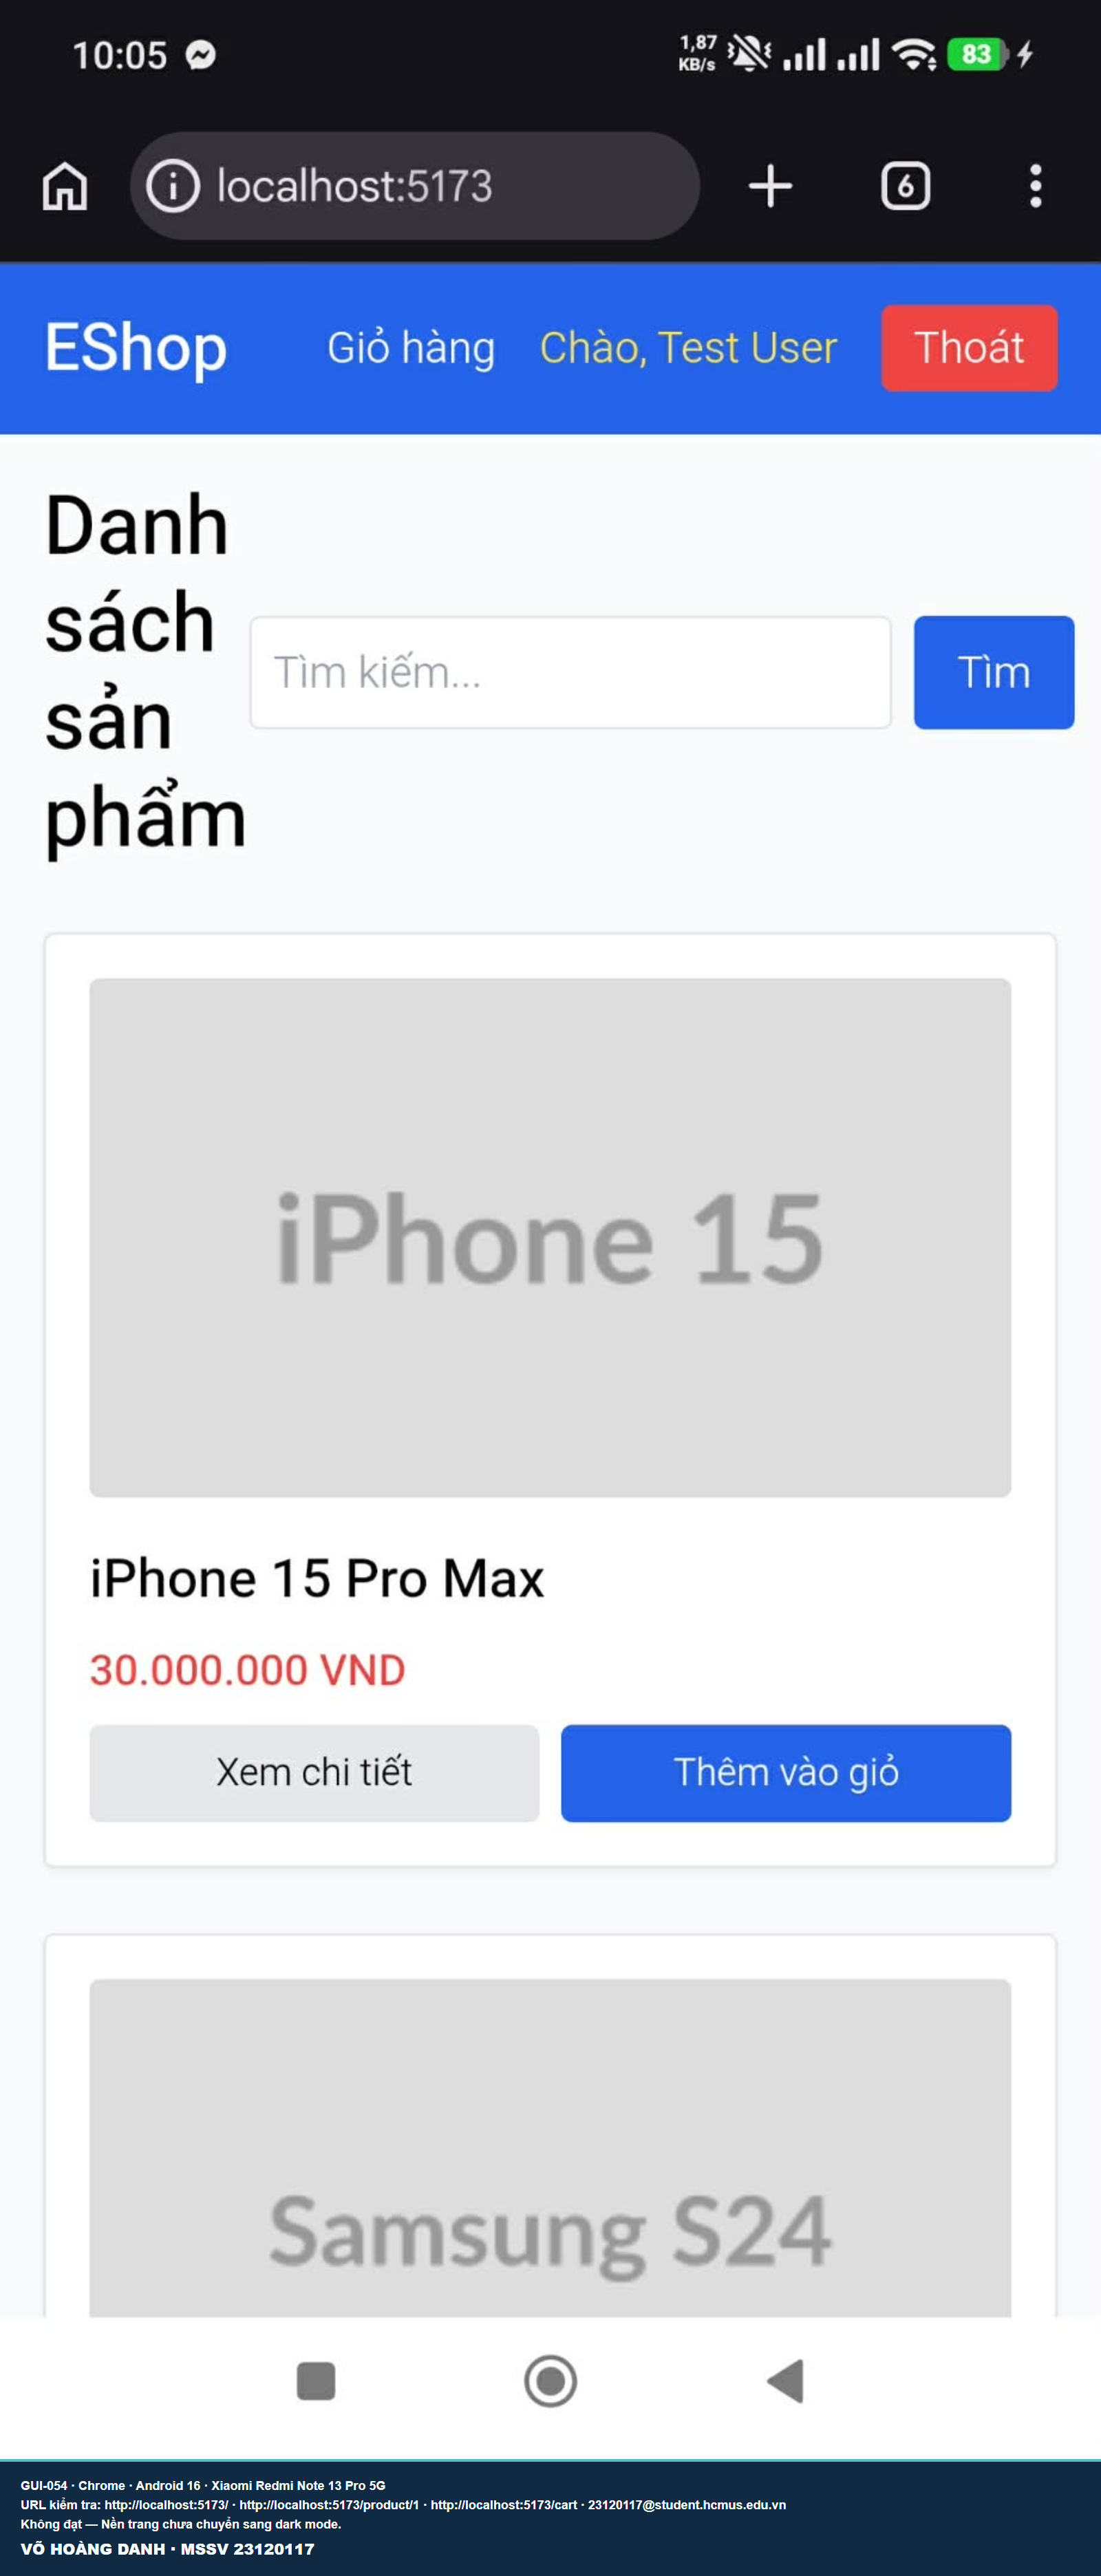 10:05
1,87
KB/s
83
localhost:5173
6
EShop
Giỏ hàng
Chào, Test User
Thoát
Danh
sách
sản
phẩm
Tìm kiếm...
Tìm
iPhone 15
iPhone 15 Pro Max
30.000.000 VND
Xem chi tiết
Thêm vào giỏ
Samsung S24
GUI-054 · Chrome · Android 16 · Xiaomi Redmi Note 13 Pro 5G
URL kiểm tra: http://localhost:5173/ · http://localhost:5173/product/1 · http://localhost:5173/cart · 23120117@student.hcmus.edu.vn
Không đạt — Nền trang chưa chuyển sang dark mode.
VÕ HOÀNG DANH · MSSV 23120117